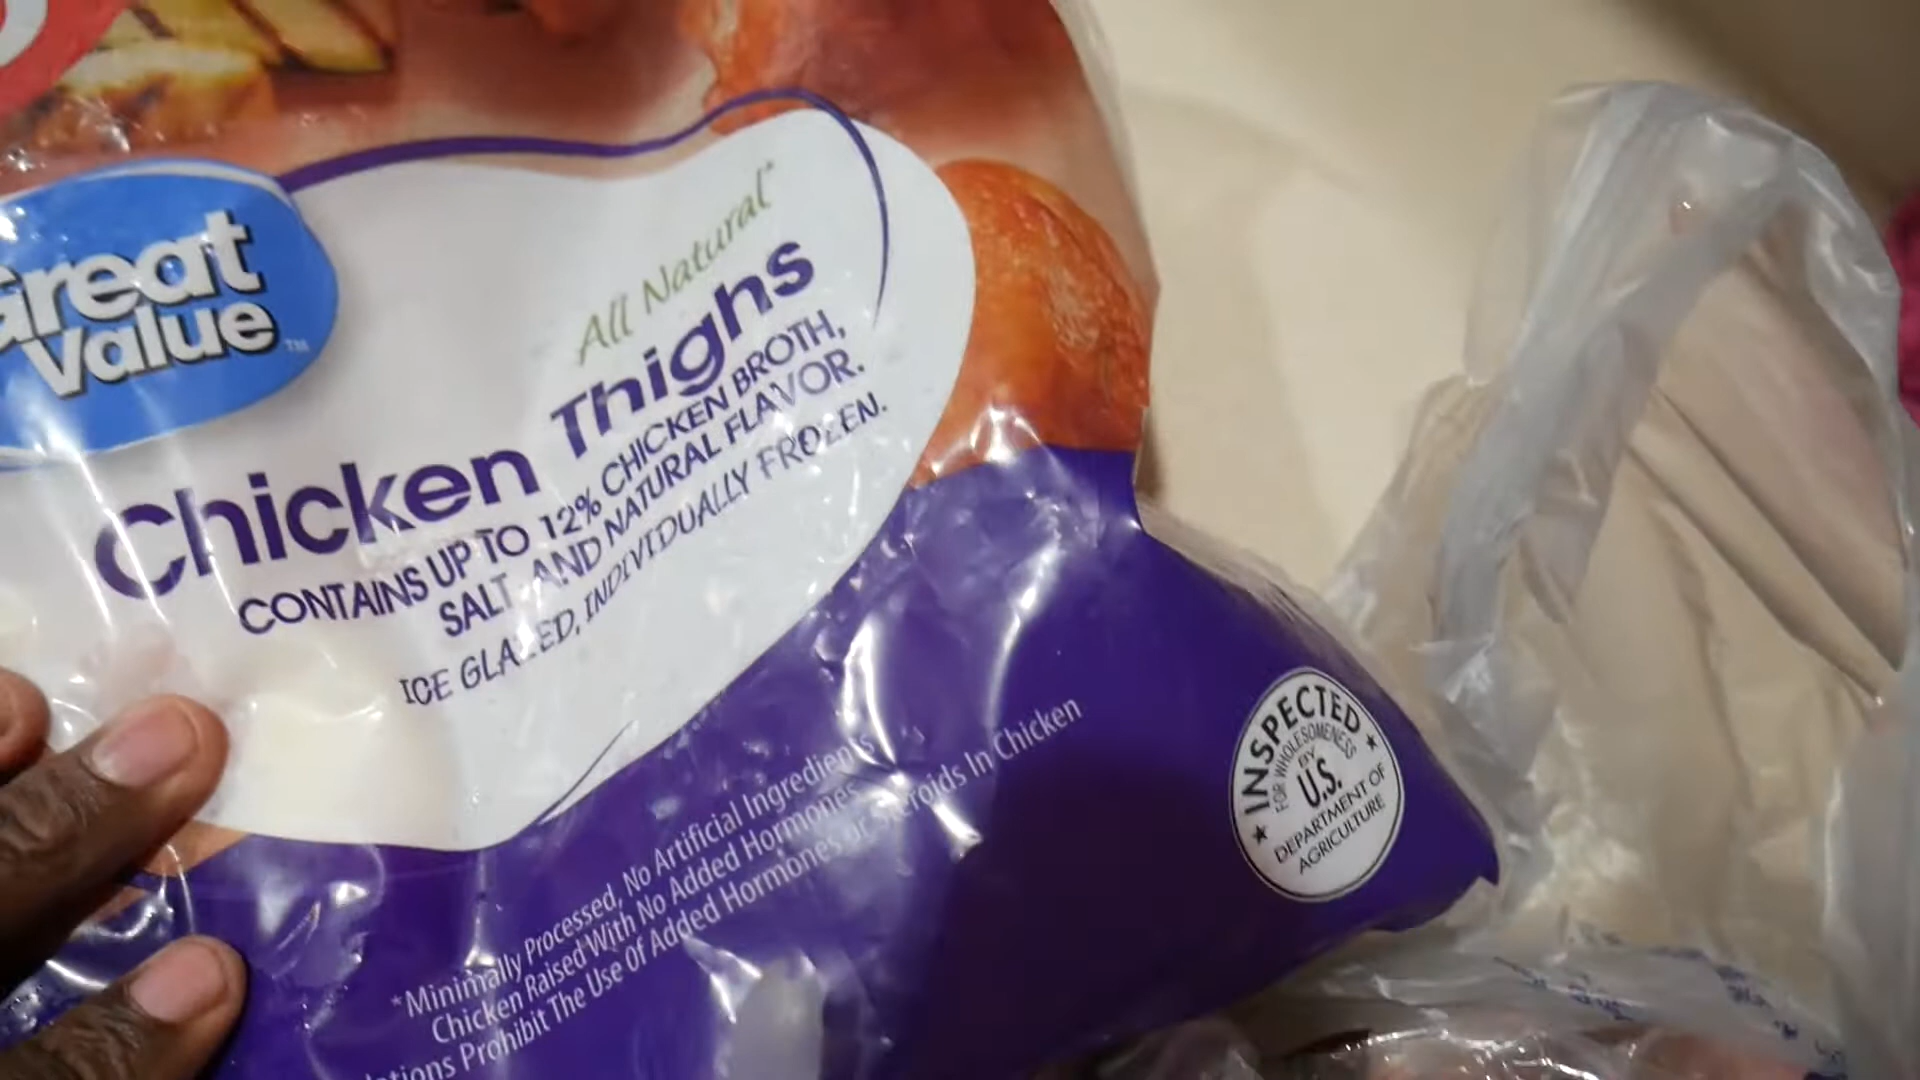 Great
Value™
All Natural*
Chicken Thighs
CONTAINS UP TO 12% CHICKEN BROTH,
SALT, AND NATURAL FLAVOR.
ICE GLAZED, INDIVIDUALLY FROZEN.
*Minimally Processed, No Artificial Ingredients
Chicken Raised With No Added Hormones
Prohibit The Use Of Added Hormones or Steroids In Chicken
INSPECTED
FOR WHOLESOMENESS
BY
U.S.
DEPARTMENT OF
AGRICULTURE